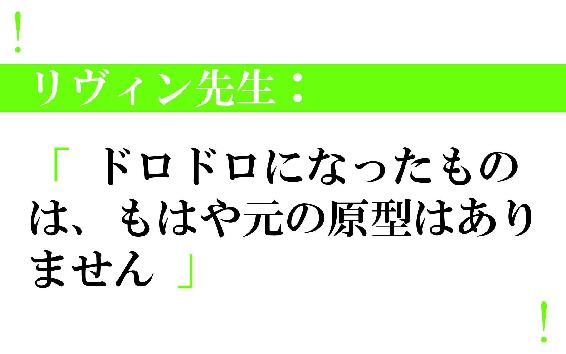 !
リヴィン先生：
「 ドロドロになったもの
は、もはや元の原型はあり
ません 」
!